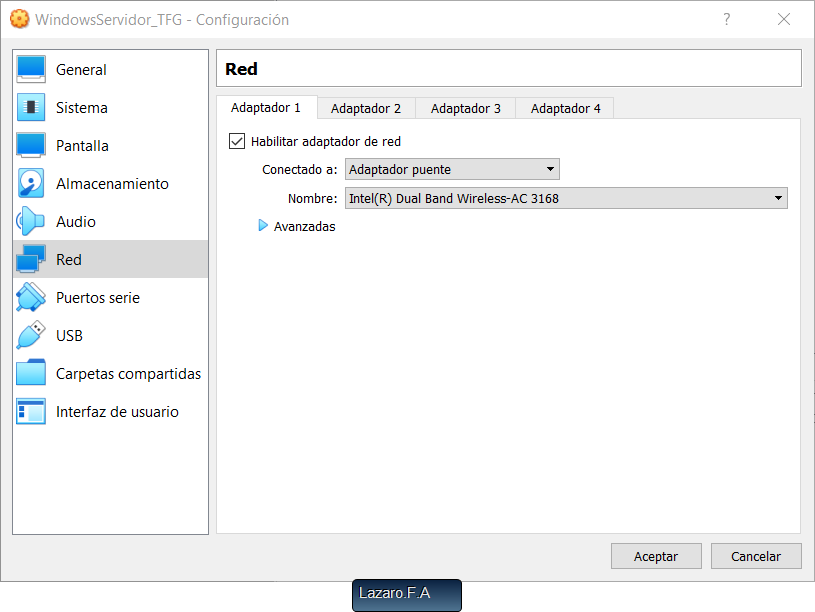 WindowsServidor_TFG - Configuración
?
General
Sistema
Pantalla
Almacenamiento
Audio
Red
Puertos serie
USB
Carpetas compartidas
Interfaz de usuario
Red
Adaptador 1 Adaptador 2 Adaptador 3 Adaptador 4
Habilitar adaptador de red
Conectado a: Adaptador puente
Nombre: Intel(R) Dual Band Wireless-AC 3168
Avanzadas
Aceptar Cancelar
Lazaro.F.A